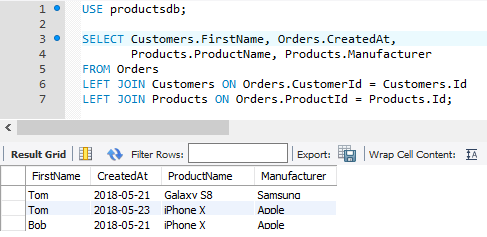 1 USE productsdb;
2
3 SELECT Customers.FirstName, Orders.CreatedAt,
4 Products.ProductName, Products.Manufacturer
5 FROM Orders
6 LEFT JOIN Customers ON Orders.CustomerId = Customers.Id
7 LEFT JOIN Products ON Orders.ProductId = Products.Id;
Result Grid Filter Rows: Export: Wrap Cell Content: IA
FirstName CreatedAt ProductName Manufacturer
Tom 2018-05-21 Galaxy S8 Samsung
Tom 2018-05-23 iPhone X Apple
Bob 2018-05-21 iPhone X Apple